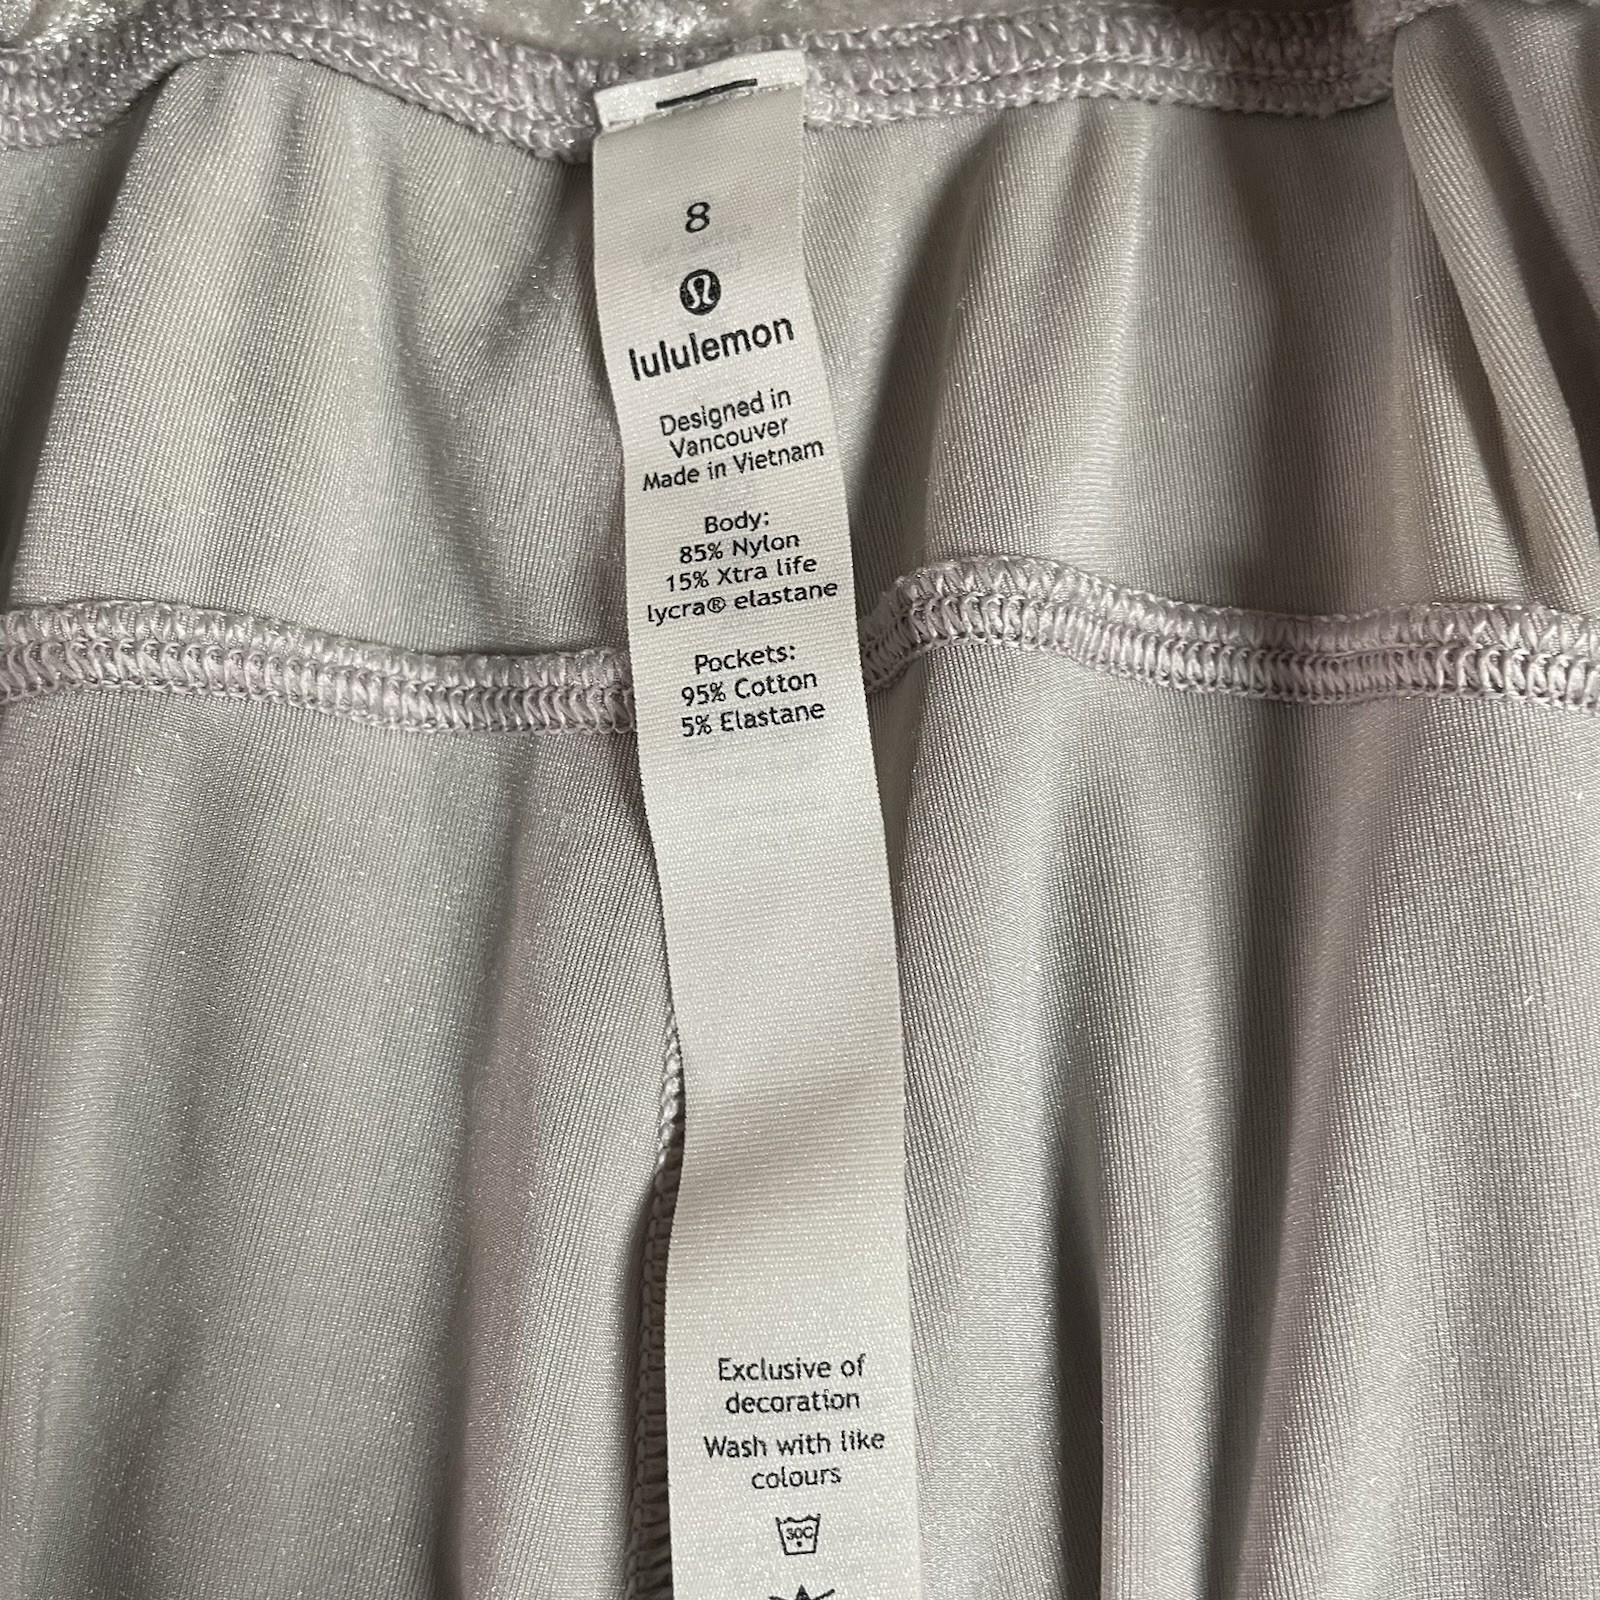 8
lululemon
Designed in
Vancouver
Made in Vietnam
Body:
85% Nylon
15% Xtra life
lycra® elastane
Pockets:
95% Cotton
5% Elastane
Exclusive of
decoration
Wash with like
colours
30C